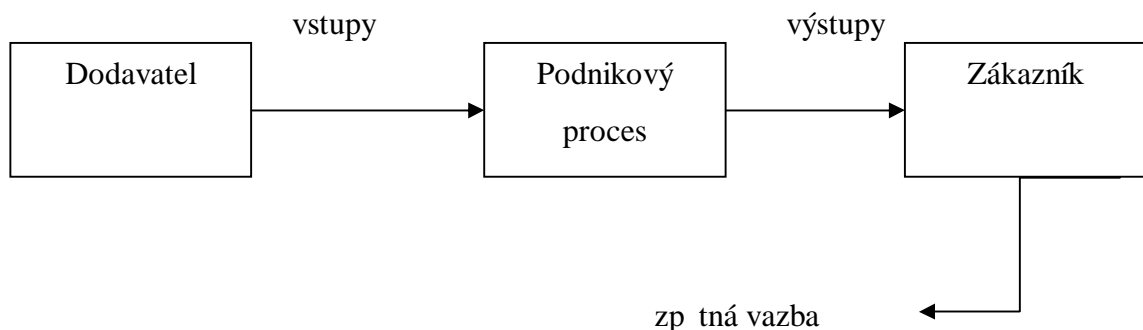 vstupy
výstupy
Dodavatel
Podnikový
proces
Zákazník
zp tná vazba